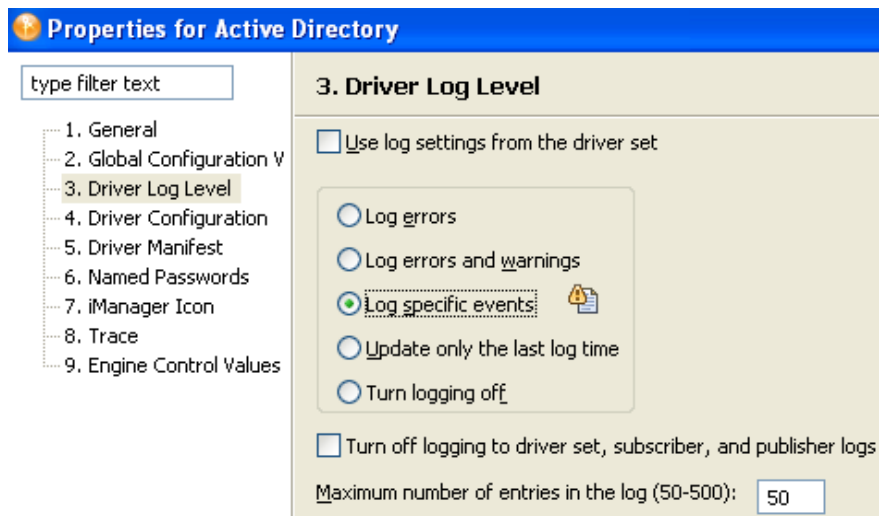 Properties for Active Directory
type filter text
1. General
2. Global Configuration V
3. Driver Log Level
4. Driver Configuration
5. Driver Manifest
6. Named Passwords
7. iManager Icon
8. Trace
9. Engine Control Values
3. Driver Log Level
Use log settings from the driver set
Log errors
Log errors and warnings
Log specific events
Update only the last log time
Turn logging off
Turn off logging to driver set, subscriber, and publisher logs
Maximum number of entries in the log (50-500): 50